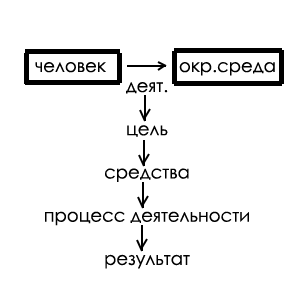 человек окр.среда
деят.
цель
средства
процесс деятельности
результат